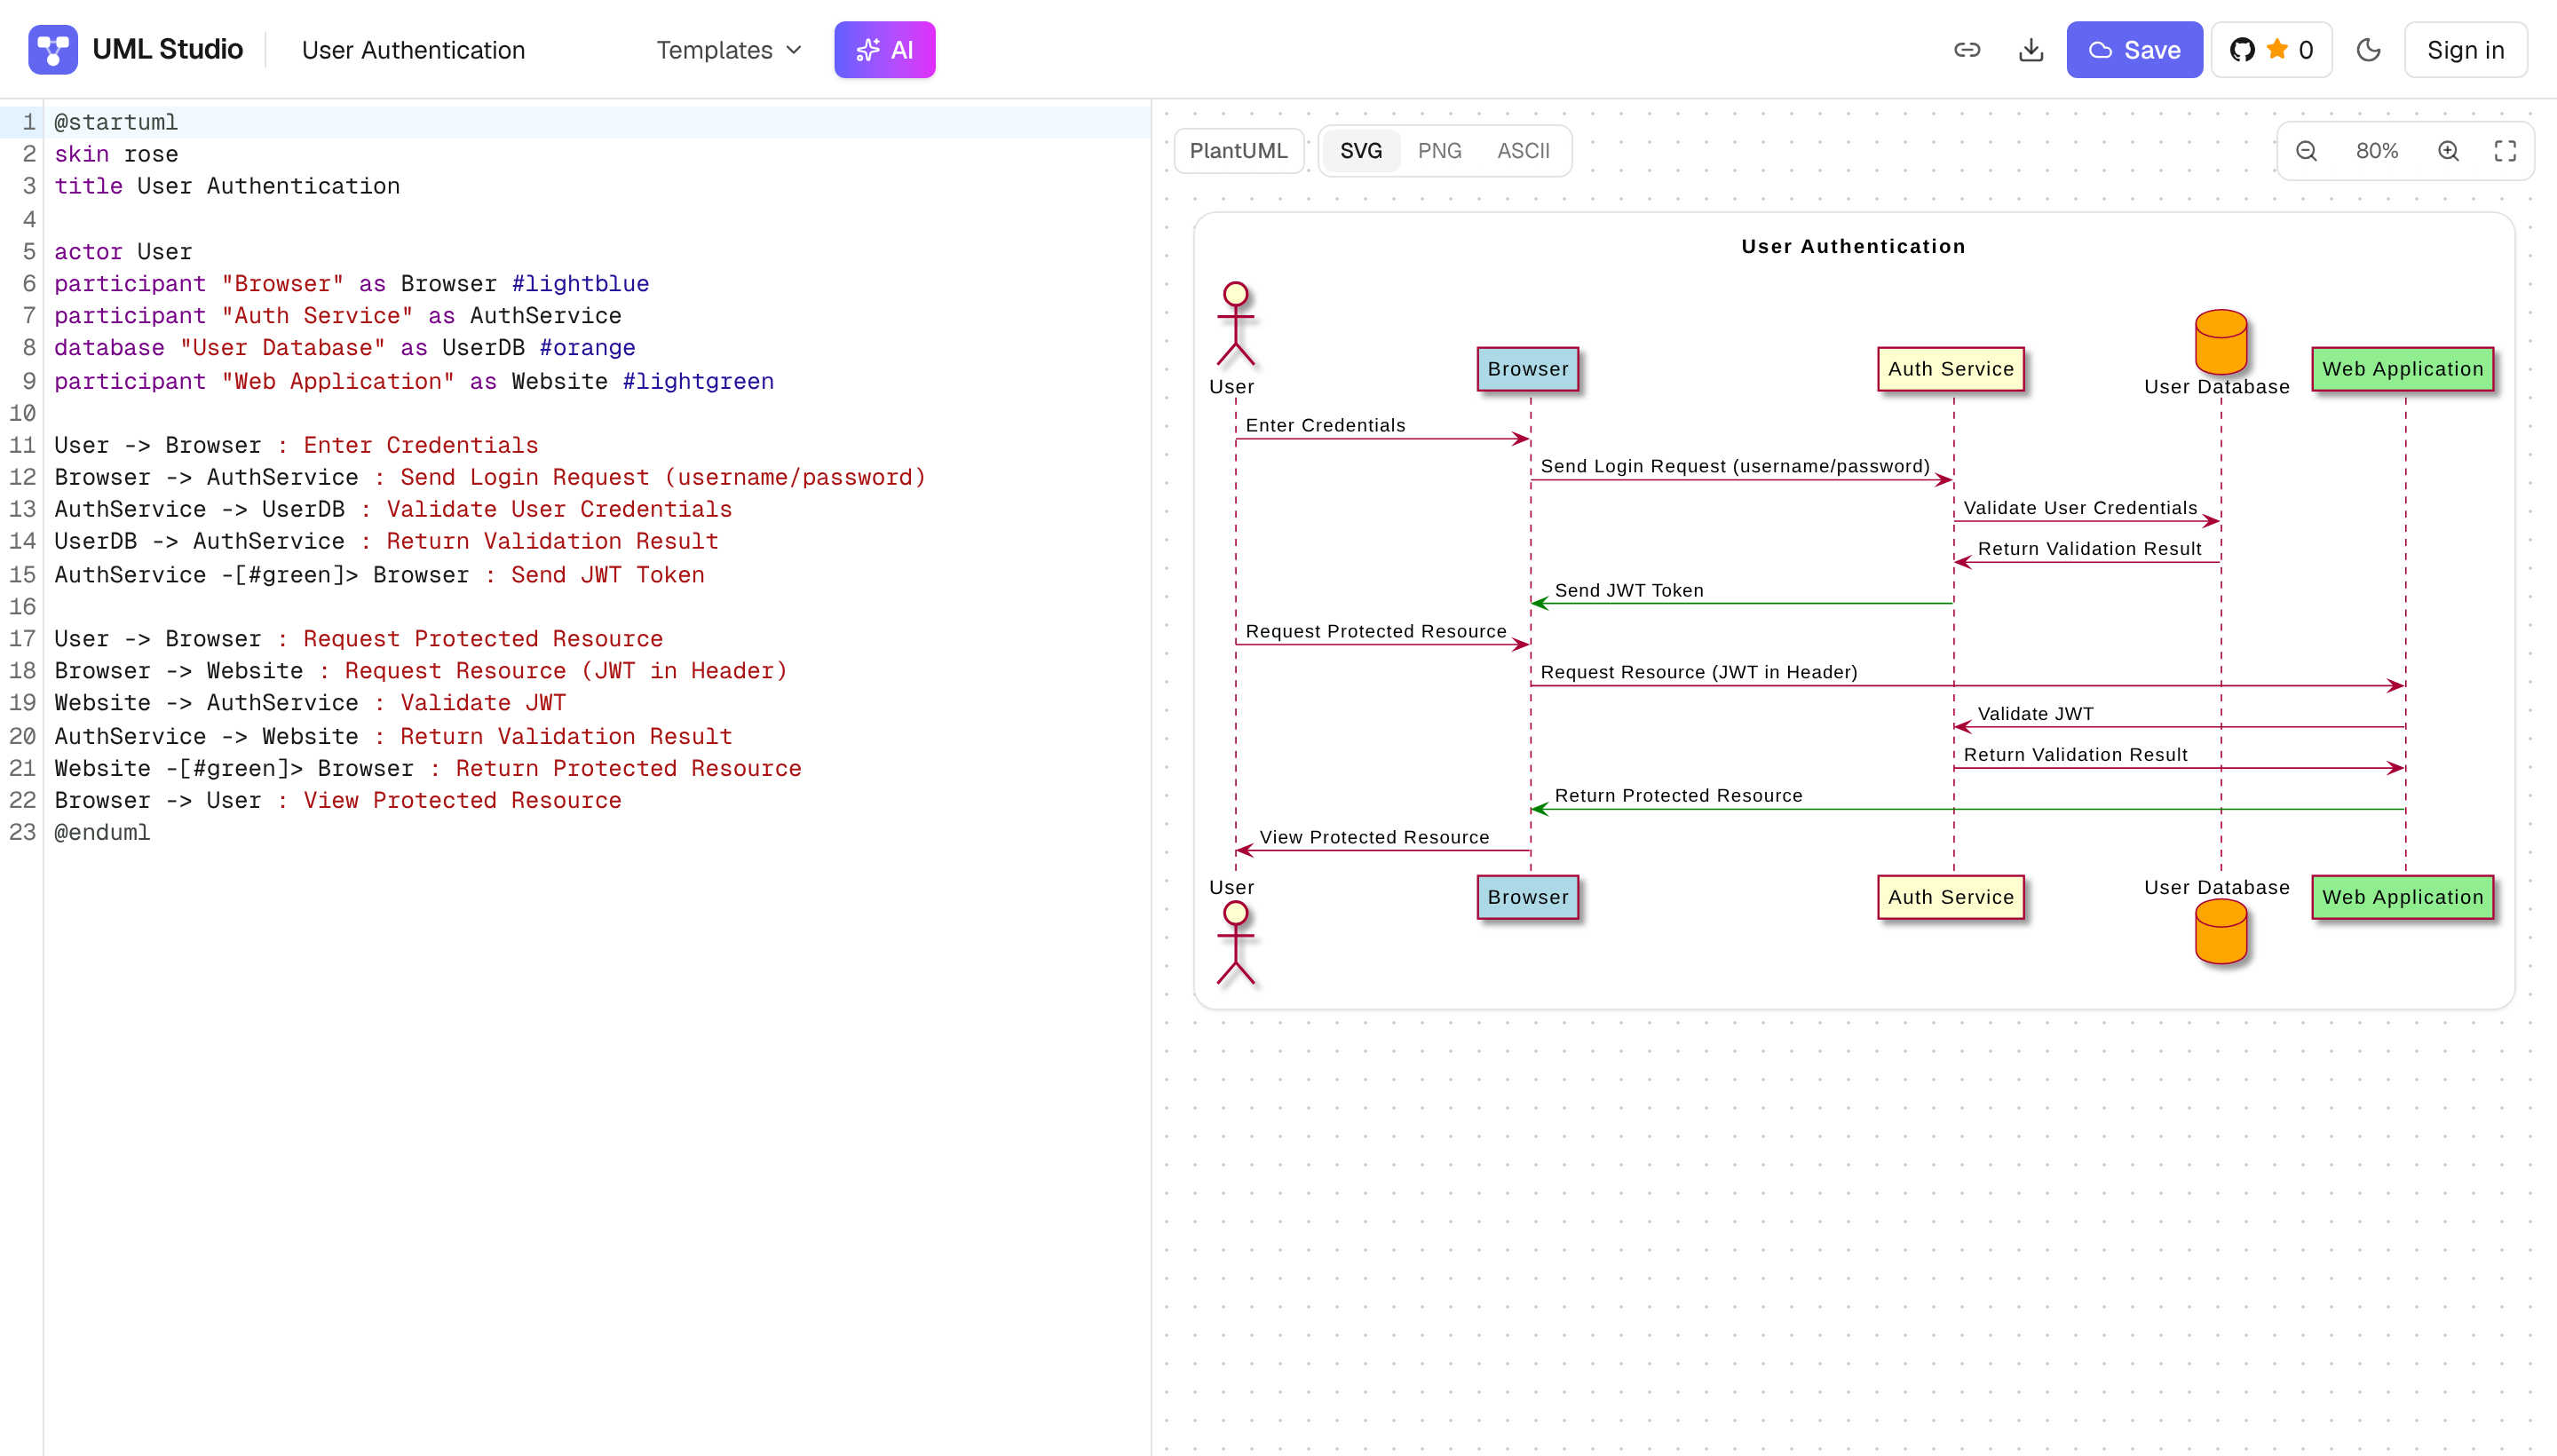 UML Studio
User Authentication
Templates
AI
Save
0
Sign in
1 @startuml
2 skin rose
3 title User Authentication
4
5 actor User
6 participant "Browser" as Browser #lightblue
7 participant "Auth Service" as AuthService
8 database "User Database" as UserDB #orange
9 participant "Web Application" as Website #lightgreen
10
11 User -> Browser : Enter Credentials
12 Browser -> AuthService : Send Login Request (username/password)
13 AuthService -> UserDB : Validate User Credentials
14 UserDB -> AuthService : Return Validation Result
15 AuthService -[#green]> Browser : Send JWT Token
16
17 User -> Browser : Request Protected Resource
18 Browser -> Website : Request Resource (JWT in Header)
19 Website -> AuthService : Validate JWT
20 AuthService -> Website : Return Validation Result
21 Website -[#green]> Browser : Return Protected Resource
22 Browser -> User : View Protected Resource
23 @enduml
PlantUML
SVG PNG ASCII
80%
User Authentication
User
Browser
Auth Service
User Database
Web Application
Enter Credentials
Send Login Request (username/password)
Validate User Credentials
Return Validation Result
Send JWT Token
Request Protected Resource
Request Resource (JWT in Header)
Validate JWT
Return Validation Result
Return Protected Resource
View Protected Resource
User
Browser
Auth Service
User Database
Web Application